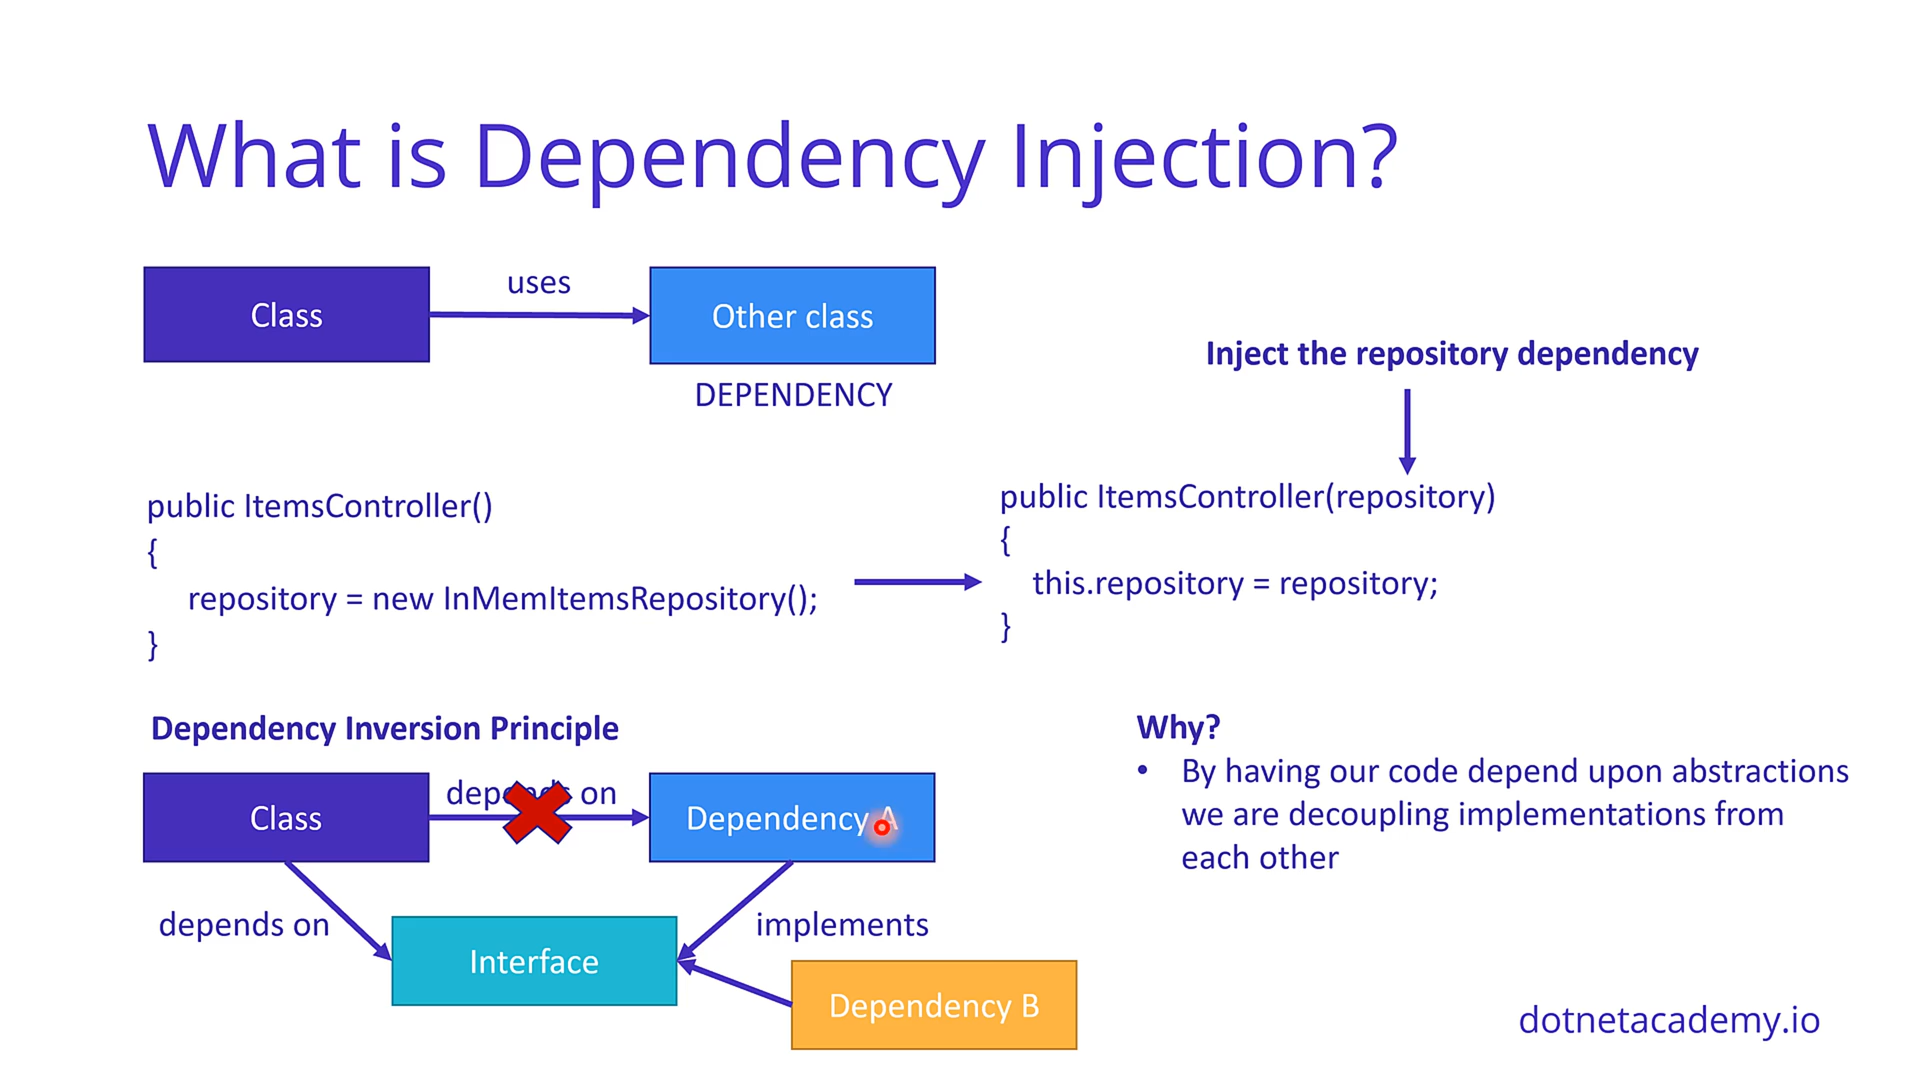 What is Dependency Injection?
Class
uses
Other class
DEPENDENCY
Inject the repository dependency
public ItemsController()
{
repository = new InMemItemsRepository();
}
public ItemsController(repository)
{
this.repository = repository;
}
Dependency Inversion Principle
Class
depends on
Dependency A
depends on
Interface
implements
Dependency B
Why?
• By having our code depend upon abstractions
we are decoupling implementations from
each other
dotnetacademy.io